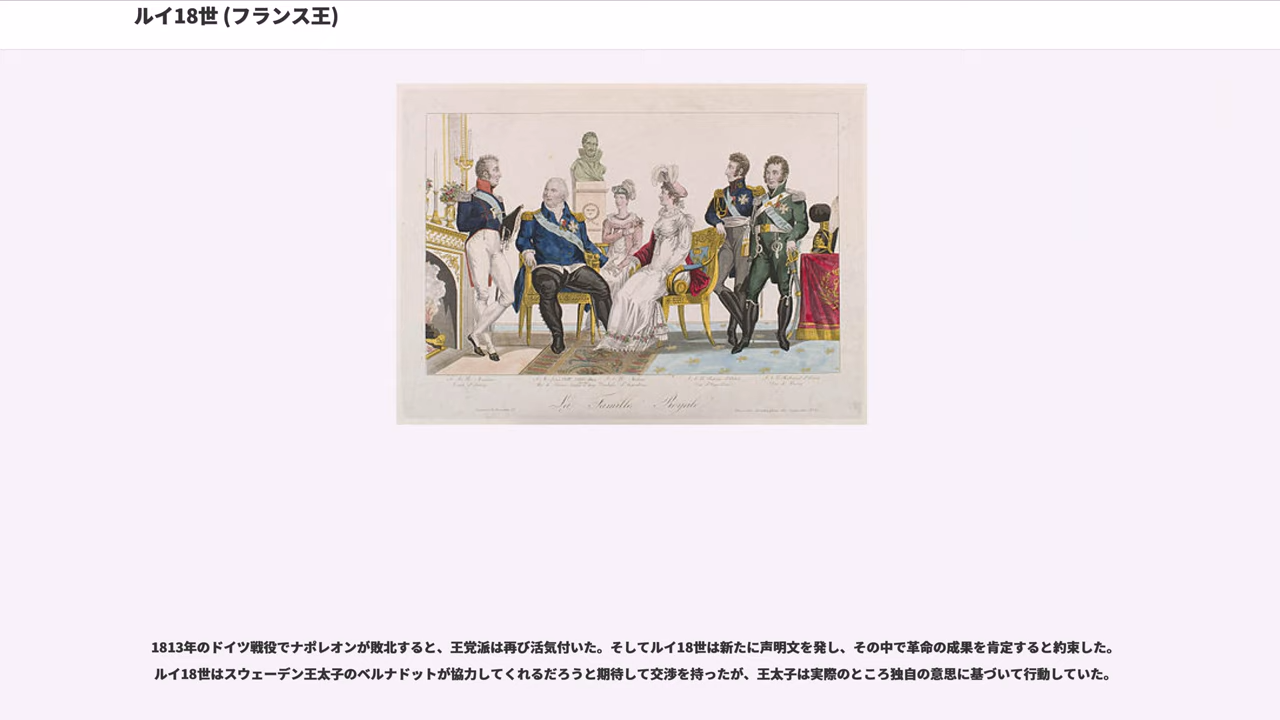 ルイ18世 (フランス王)
La Famille Royale
1813年のドイツ戦役でナポレオンが敗北すると、王党派は再び活気付いた。そしてルイ18世は新たに声明文を発し、その中で革命の成果を肯定すると約束した。
ルイ18世はスウェーデン王太子のベルナドットが協力してくれるだろうと期待して交渉を持ったが、王太子は実際のところ独自の意思に基づいて行動していた。